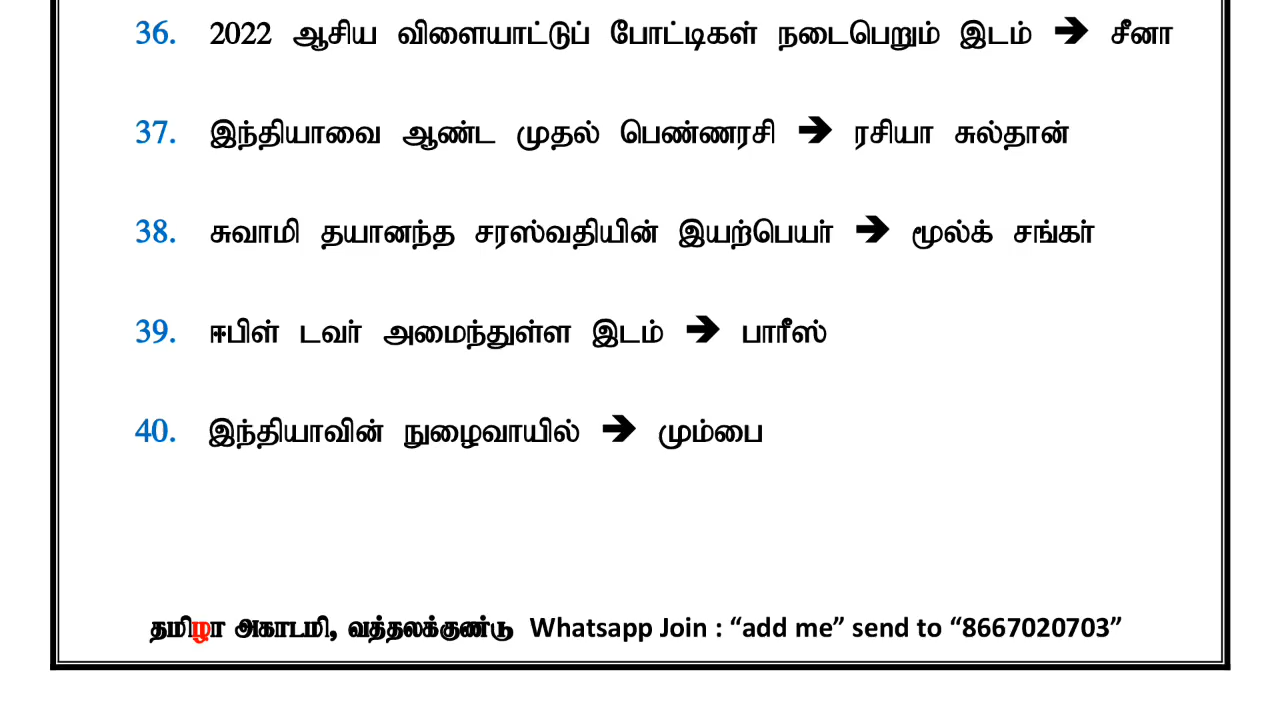 36. 2022 ஆசிய விளையாட்டுப் போட்டிகள் நடைபெறும் இடம் 🡺 சீனா
37. இந்தியாவை ஆண்ட முதல் பெண்ணரசி 🡺 ரசியா சுல்தான்
38. சுவாமி தயானந்த சரஸ்வதியின் இயற்பெயர் 🡺 மூல்க் சங்கர்
39. ஈபிள் டவர் அமைந்துள்ள இடம் 🡺 பாரீஸ்
40. இந்தியாவின் நுழைவாயில் 🡺 மும்பை
தமிழா அகாடமி, வத்தலக்குண்டு Whatsapp Join : “add me” send to “8667020703”